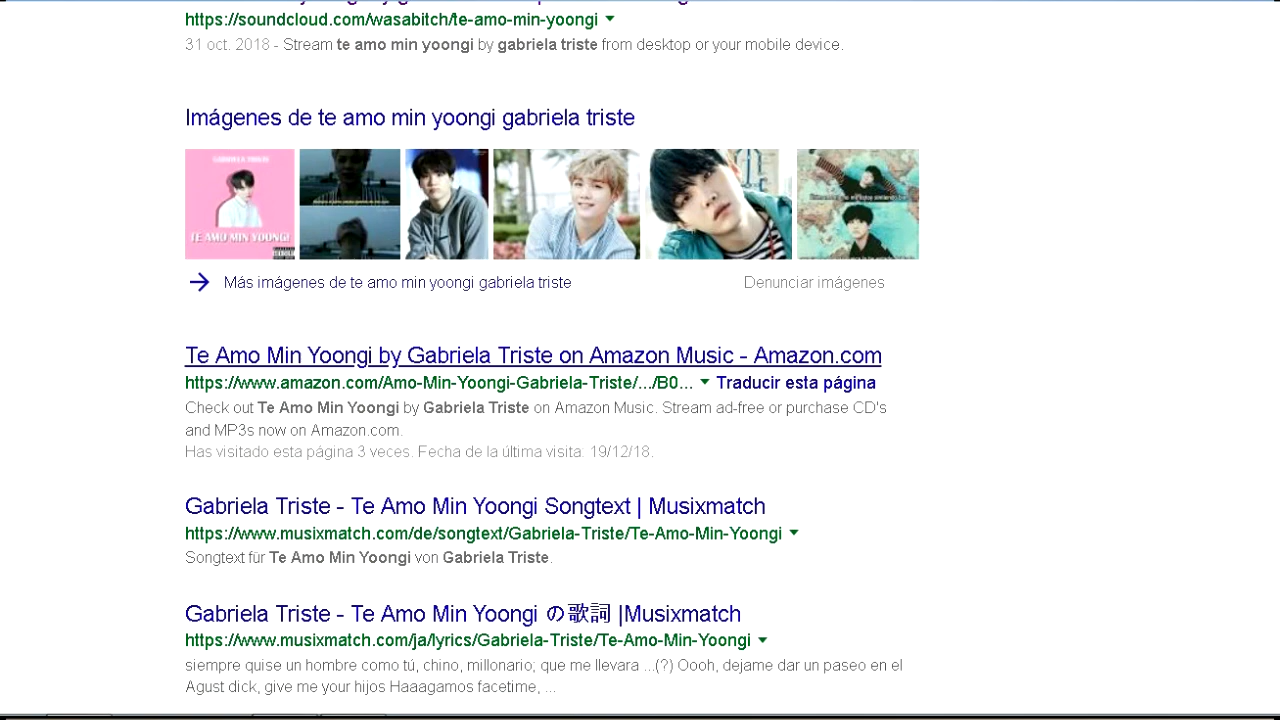 https://soundcloud.com/wasabitch/te-amo-min-yoongi
31 oct. 2018 - Stream te amo min yoongi by gabriela triste from desktop or your mobile device.
Imágenes de te amo min yoongi gabriela triste
TE AMO MIN YOONGI
Más imágenes de te amo min yoongi gabriela triste
Denunciar imágenes
Te Amo Min Yoongi by Gabriela Triste on Amazon Music - Amazon.com
https://www.amazon.com/Amo-Min-Yoongi-Gabriela-Triste/.../B0... Traducir esta página
Check out Te Amo Min Yoongi by Gabriela Triste on Amazon Music. Stream ad-free or purchase CD's
and MP3s now on Amazon.com.
Has visitado esta página 3 veces. Fecha de la última visita: 19/12/18.
Gabriela Triste - Te Amo Min Yoongi Songtext | Musixmatch
https://www.musixmatch.com/de/songtext/Gabriela-Triste/Te-Amo-Min-Yoongi
Songtext für Te Amo Min Yoongi von Gabriela Triste.
Gabriela Triste - Te Amo Min Yoongi の歌詞 |Musixmatch
https://www.musixmatch.com/ja/lyrics/Gabriela-Triste/Te-Amo-Min-Yoongi
siempre quise un hombre como tú, chino, millonario; que me llevara ...(?) Oooh, dejame dar un paseo en el
Agust dick, give me your hijos Haaagamos facetime, ...